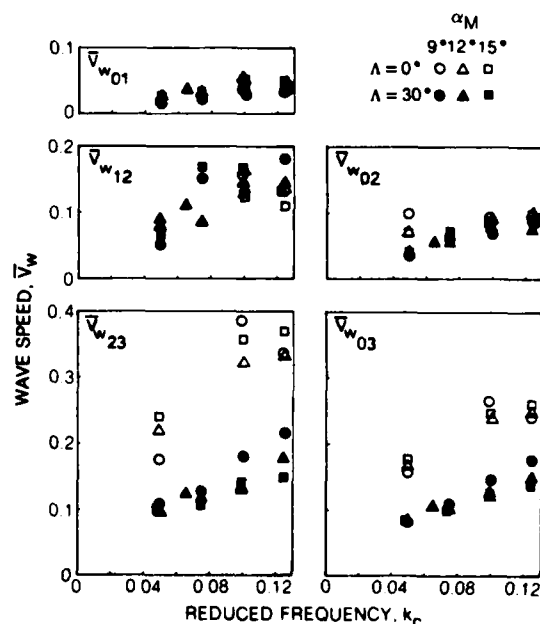 αM
9° 12° 15°
Λ = 0°
Λ = 30°
0.1
0
V̅w01
0.2
0.1
0
V̅w12
V̅w02
0.4
0.3
0.2
0.1
0
V̅w23
V̅w03
WAVE SPEED, V̅w
0 0.04 0.08 0.12
0.04 0.08 0.12
REDUCED FREQUENCY, kc